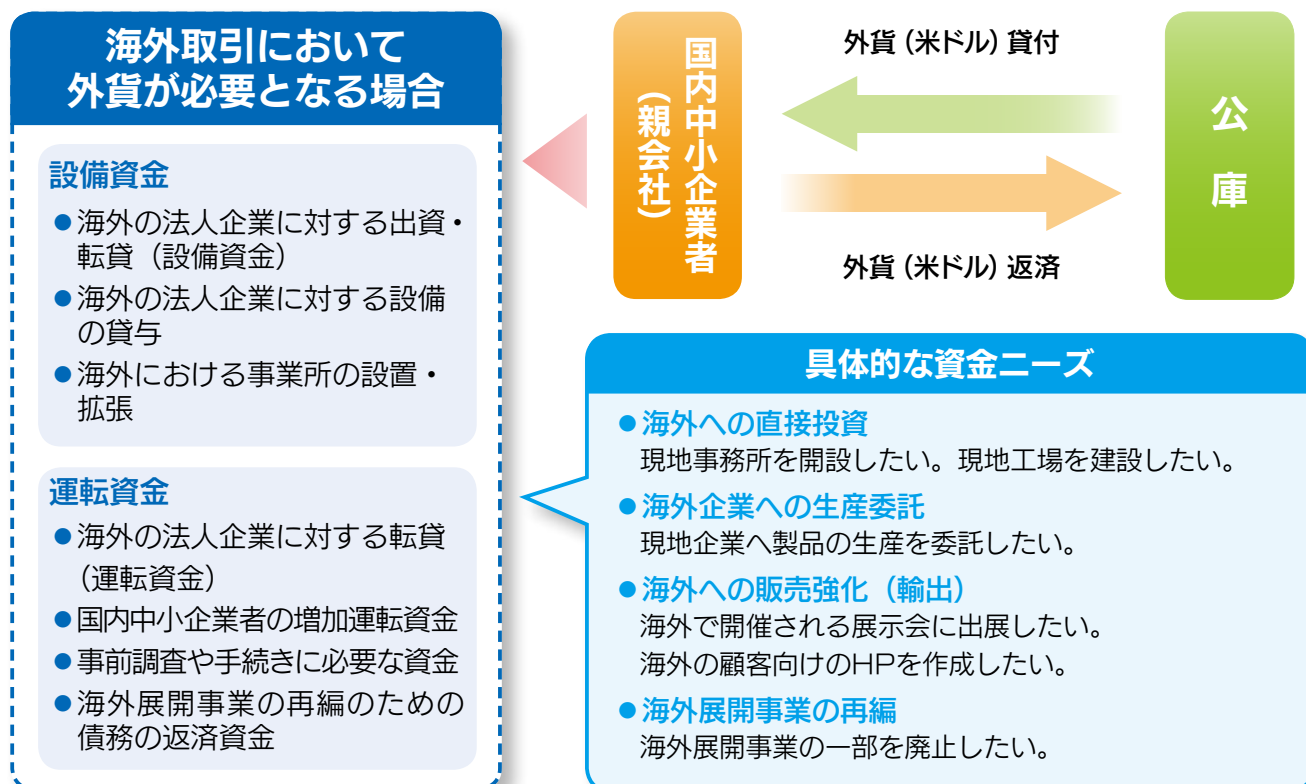 海外取引において
外貨が必要となる場合
設備資金
●海外の法人企業に対する出資・
転貸（設備資金）
●海外の法人企業に対する設備
の貸与
●海外における事業所の設置・
拡張
運転資金
●海外の法人企業に対する転貸
（運転資金）
●国内中小企業者の増加運転資金
●事前調査や手続きに必要な資金
●海外展開事業の再編のための
債務の返済資金
国内中小企業者
（親会社）
外貨（米ドル）貸付
外貨（米ドル）返済
公庫
具体的な資金ニーズ
●海外への直接投資
現地事務所を開設したい。現地工場を建設したい。
●海外企業への生産委託
現地企業へ製品の生産を委託したい。
●海外への販売強化（輸出）
海外で開催される展示会に出展したい。
海外の顧客向けのHPを作成したい。
●海外展開事業の再編
海外展開事業の一部を廃止したい。